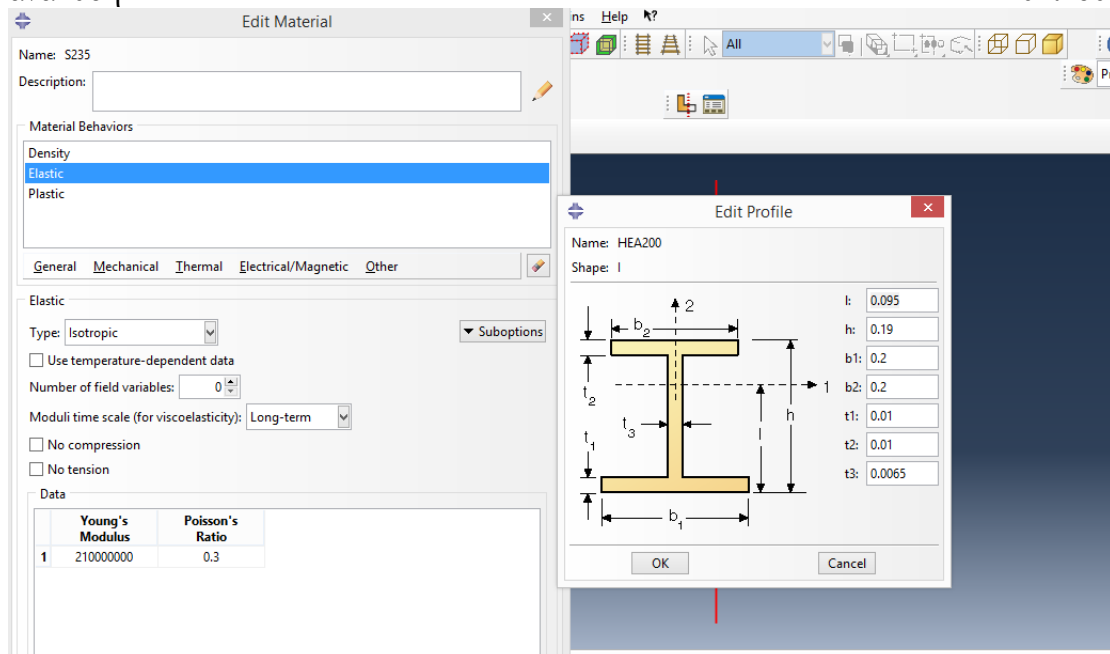 Edit Material
Name: S235
Description:
Material Behaviors
Density
Elastic
Plastic
General Mechanical Thermal Electrical/Magnetic Other
Elastic
Type: Isotropic
Suboptions
Use temperature-dependent data
Number of field variables: 0
Moduli time scale (for viscoelasticity): Long-term
No compression
No tension
Data
Young's Modulus Poisson's Ratio
1 210000000 0.3
ns Help
All
Edit Profile
Name: HEA200
Shape: I
2
b2
t2
1
h
t3
t1
b1
l: 0.095
h: 0.19
b1: 0.2
b2: 0.2
t1: 0.01
t2: 0.01
t3: 0.0065
OK Cancel